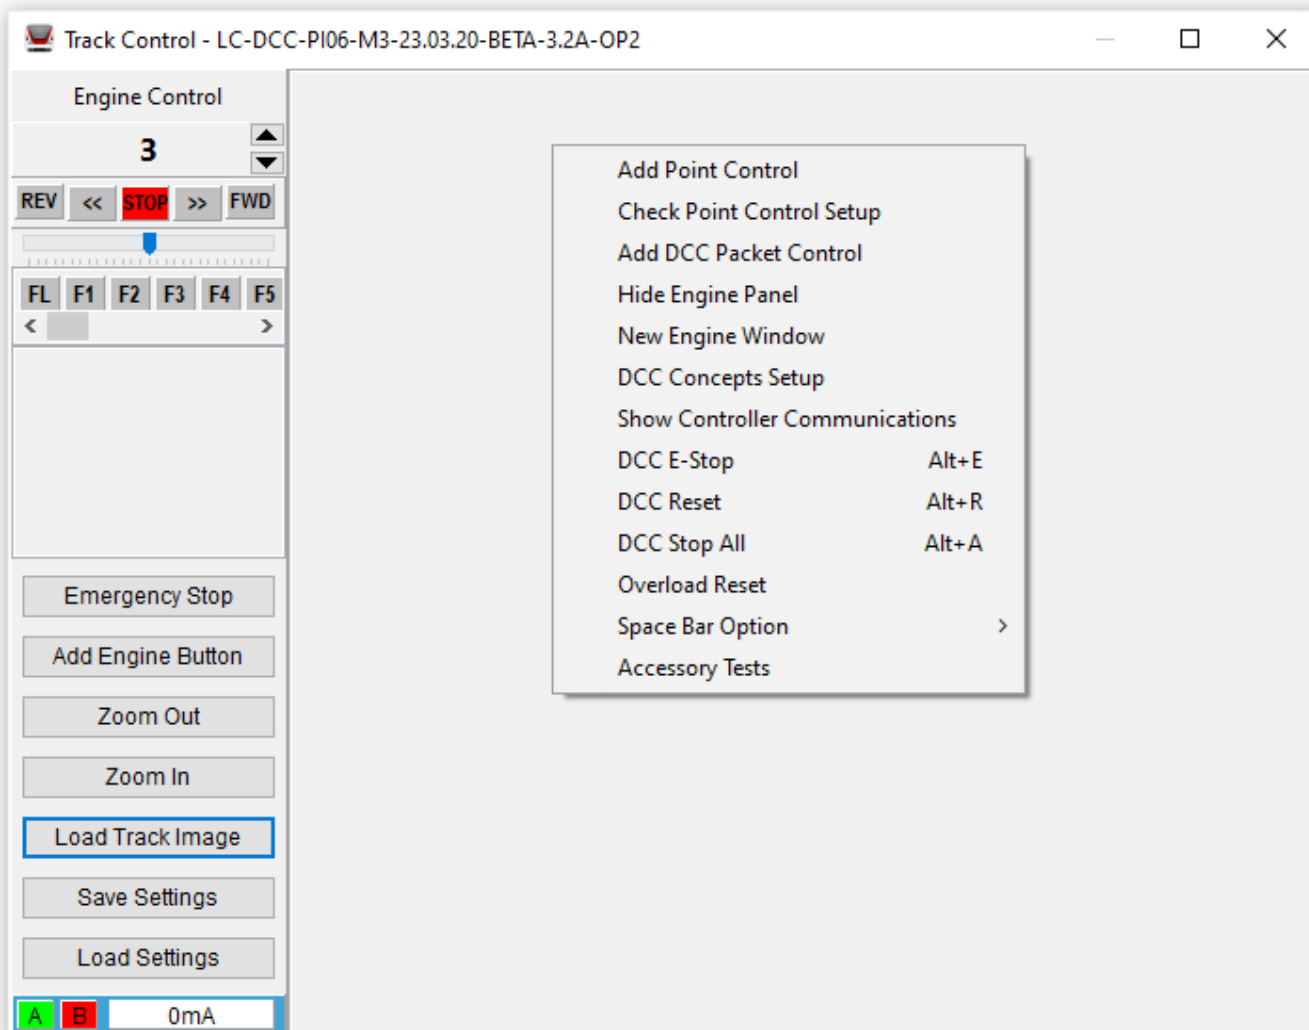 Track Control - LC-DCC-PI06-M3-23.03.20-BETA-3.2A-OP2
Engine Control
3
REV << STOP >> FWD
FL F1 F2 F3 F4 F5
< >
Emergency Stop
Add Engine Button
Zoom Out
Zoom In
Load Track Image
Save Settings
Load Settings
A B 0mA
Add Point Control
Check Point Control Setup
Add DCC Packet Control
Hide Engine Panel
New Engine Window
DCC Concepts Setup
Show Controller Communications
DCC E-Stop Alt+E
DCC Reset Alt+R
DCC Stop All Alt+A
Overload Reset
Space Bar Option >
Accessory Tests